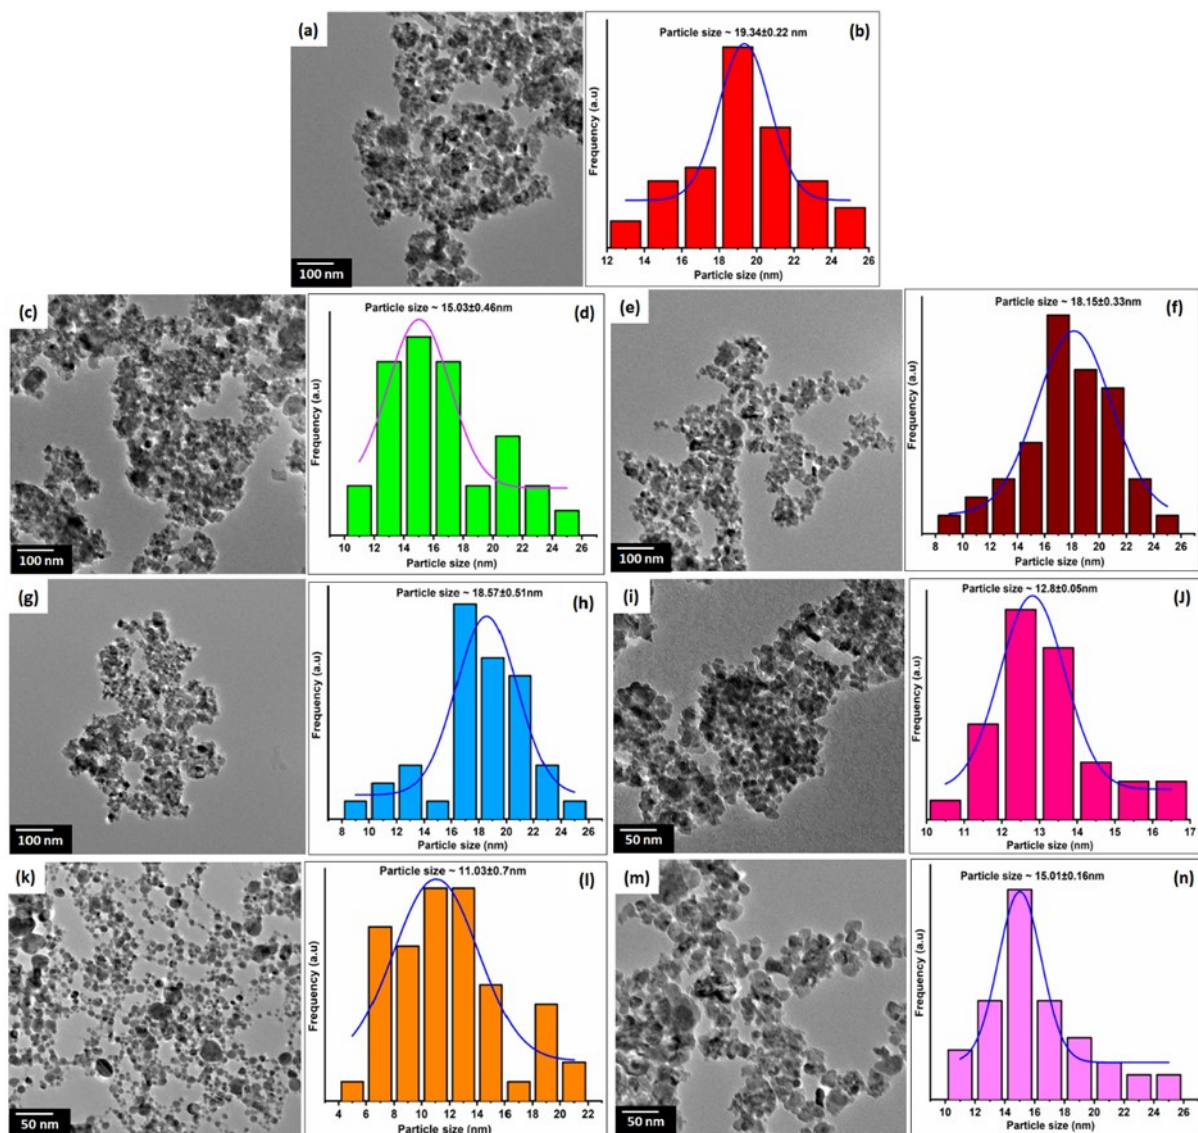 (a)
100 nm
Particle size ~ 19.34±0.22 nm
(b)
Frequency (a.u)
12 14 16 18 20 22 24 26
Particle size (nm)
(c)
100 nm
Particle size ~ 15.03±0.46nm
(d)
Frequency (a.u)
10 12 14 16 18 20 22 24 26
Particle size (nm)
(e)
100 nm
Particle size ~ 18.15±0.33nm
(f)
Frequency (a.u)
8 10 12 14 16 18 20 22 24 26
Particle size (nm)
(g)
100 nm
Particle size ~ 18.57±0.51nm
(h)
Frequency (a.u)
8 10 12 14 16 18 20 22 24 26
Particle size (nm)
(i)
50 nm
Particle size ~ 12.8±0.05nm
(J)
Frequency (a.u)
10 11 12 13 14 15 16 17
Particle size (nm)
(k)
50 nm
Particle size ~ 11.03±0.7nm
(l)
Frequency (a.u)
4 6 8 10 12 14 16 18 20 22
Particle size (nm)
(m)
50 nm
Particle size ~ 15.01±0.16nm
(n)
Frequency (a.u)
10 12 14 16 18 20 22 24 26
Particle size (nm)